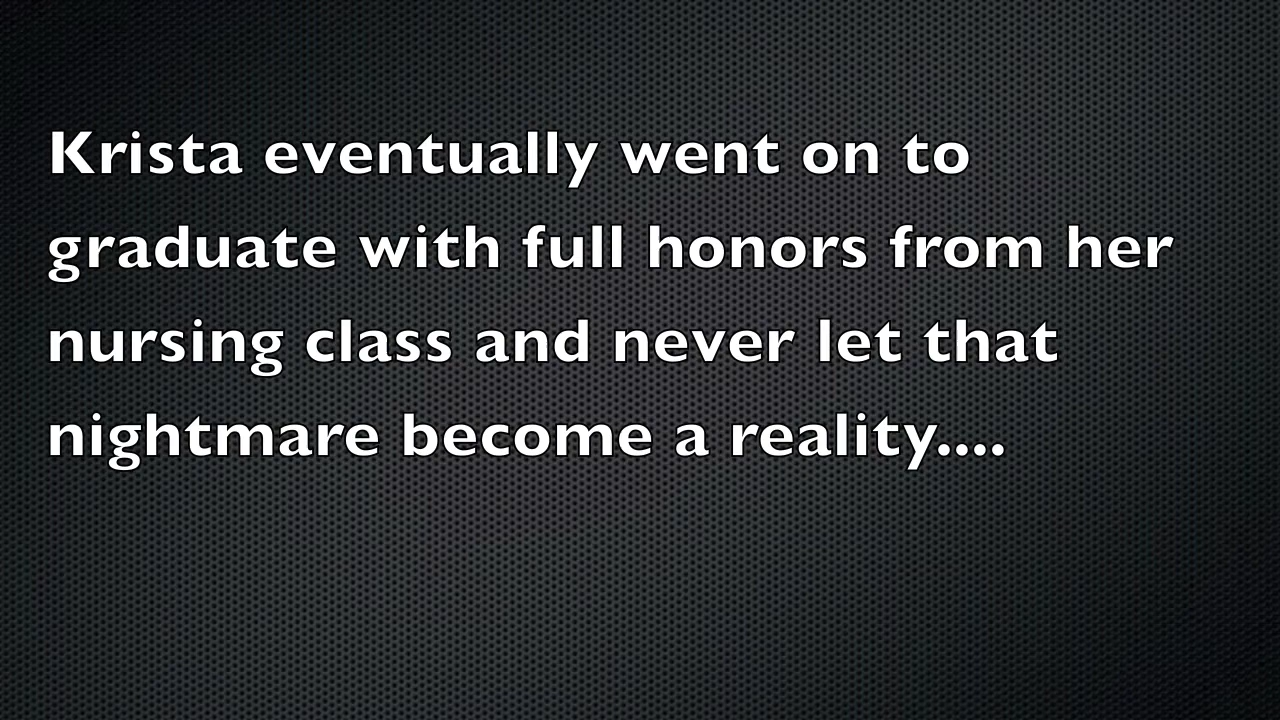 Krista eventually went on to
graduate with full honors from her
nursing class and never let that
nightmare become a reality....